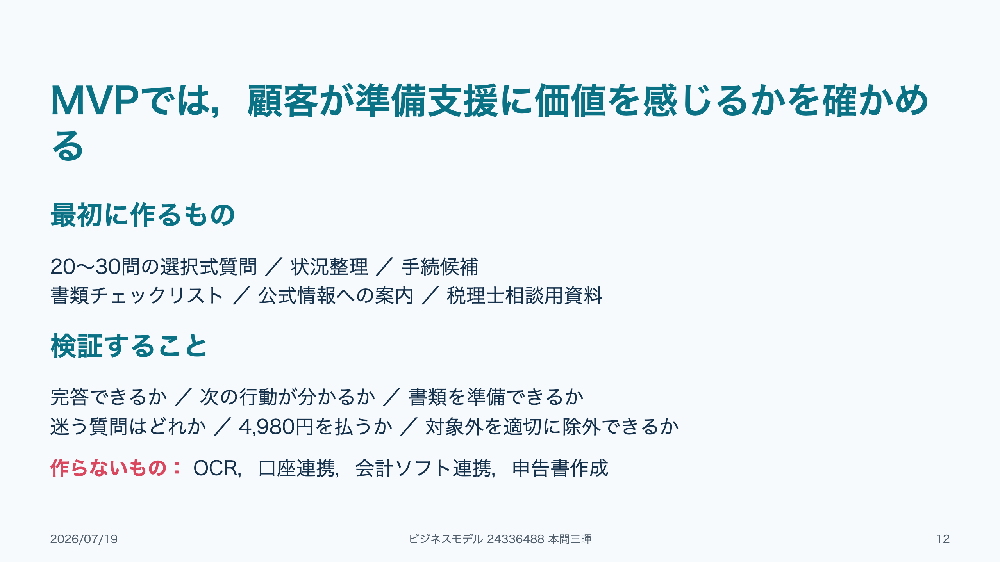 MVPでは，顧客が準備支援に価値を感じるかを確かめ
る
最初に作るもの
20〜30問の選択式質問 ／ 状況整理 ／ 手続候補
書類チェックリスト ／ 公式情報への案内 ／ 税理士相談用資料
検証すること
完答できるか ／ 次の行動が分かるか ／ 書類を準備できるか
迷う質問はどれか ／ 4,980円を払うか ／ 対象外を適切に除外できるか
作らないもの： OCR，口座連携，会計ソフト連携，申告書作成
2026/07/19
ビジネスモデル 24336488 本間三暉
12